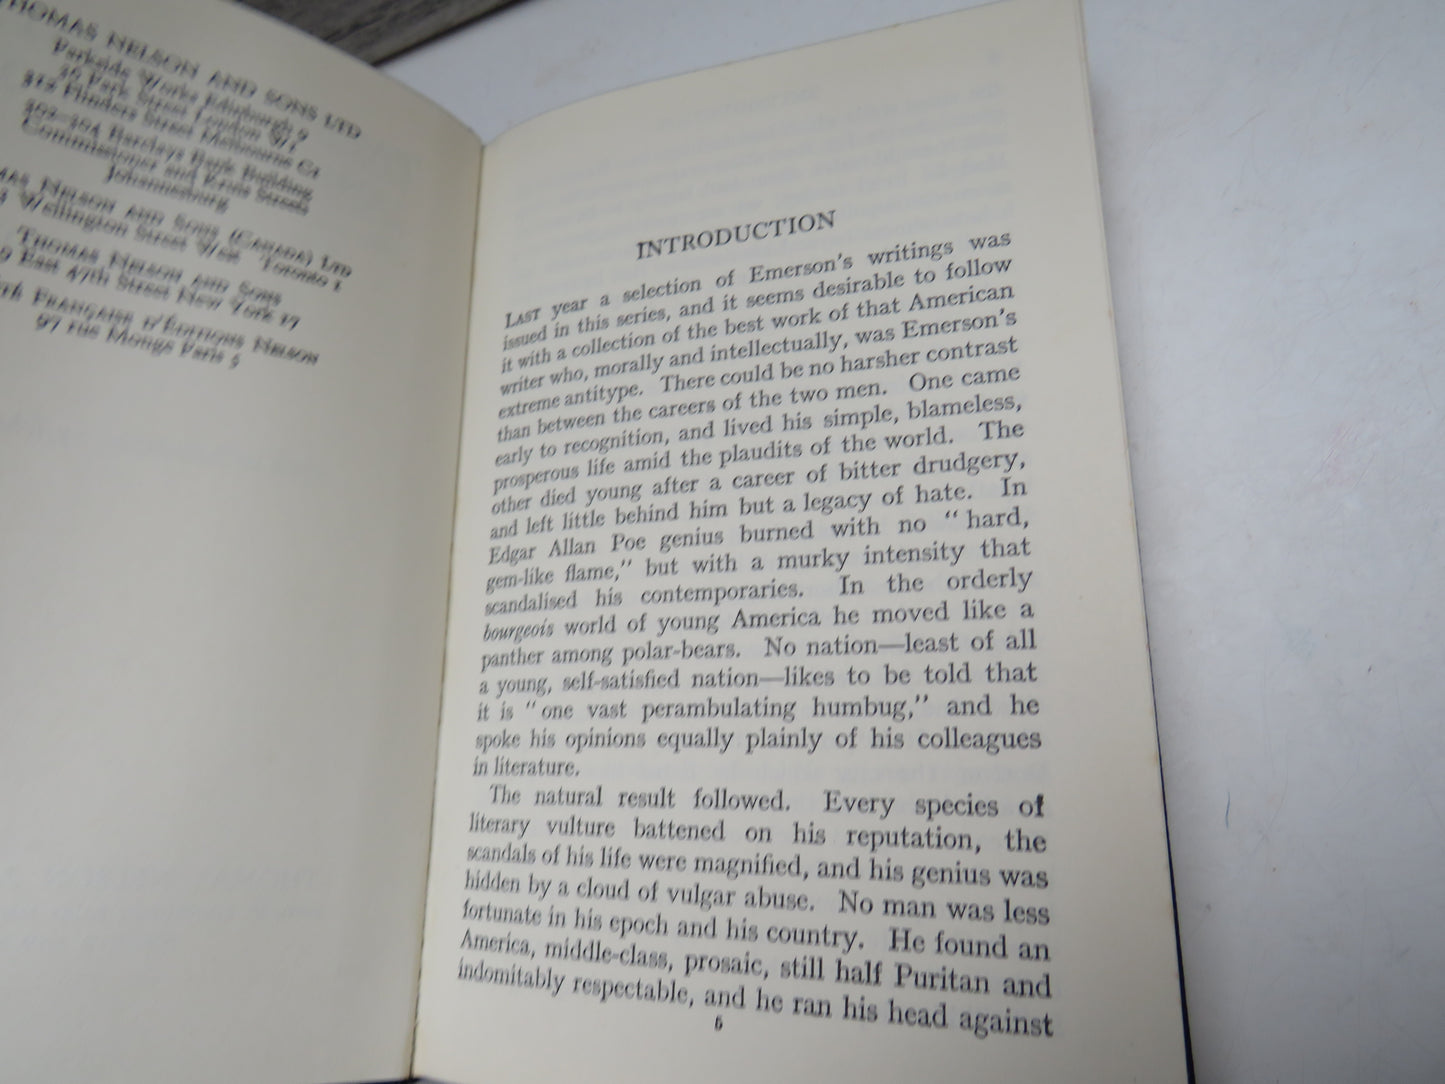 THOMAS NELSON AND SONS LTD
Parkside Works Edinburgh 9
36 Park Street London W1
312 Flinders Street Melbourne C1
302-304 Barclays Bank Building
Commissioner and Kruis Streets
Johannesburg
NELSON AND SONS (CANADA) LTD
Wellington Street West Toronto 1
THOMAS NELSON AND SONS
East 47th Street New York 17
FRANÇAISE D'ÉDITIONS NELSON
97 rue Monge Paris 5
INTRODUCTION
LAST year a selection of Emerson's writings was
issued in this series, and it seems desirable to follow
it with a collection of the best work of that American
writer who, morally and intellectually, was Emerson's
extreme antitype. There could be no harsher contrast
than between the careers of the two men. One came
early to recognition, and lived his simple, blameless,
prosperous life amid the plaudits of the world. The
other died young after a career of bitter drudgery,
and left little behind him but a legacy of hate. In
Edgar Allan Poe genius burned with no "hard,
gem-like flame," but with a murky intensity that
scandalised his contemporaries. In the orderly
bourgeois world of young America he moved like a
panther among polar-bears. No nation—least of all
a young, self-satisfied nation—likes to be told that
it is "one vast perambulating humbug," and he
spoke his opinions equally plainly of his colleagues
in literature.
The natural result followed. Every species of
literary vulture battened on his reputation, the
scandals of his life were magnified, and his genius was
hidden by a cloud of vulgar abuse. No man was less
fortunate in his epoch and his country. He found an
America, middle-class, prosaic, still half Puritan and
indomitably respectable, and he ran his head against
5